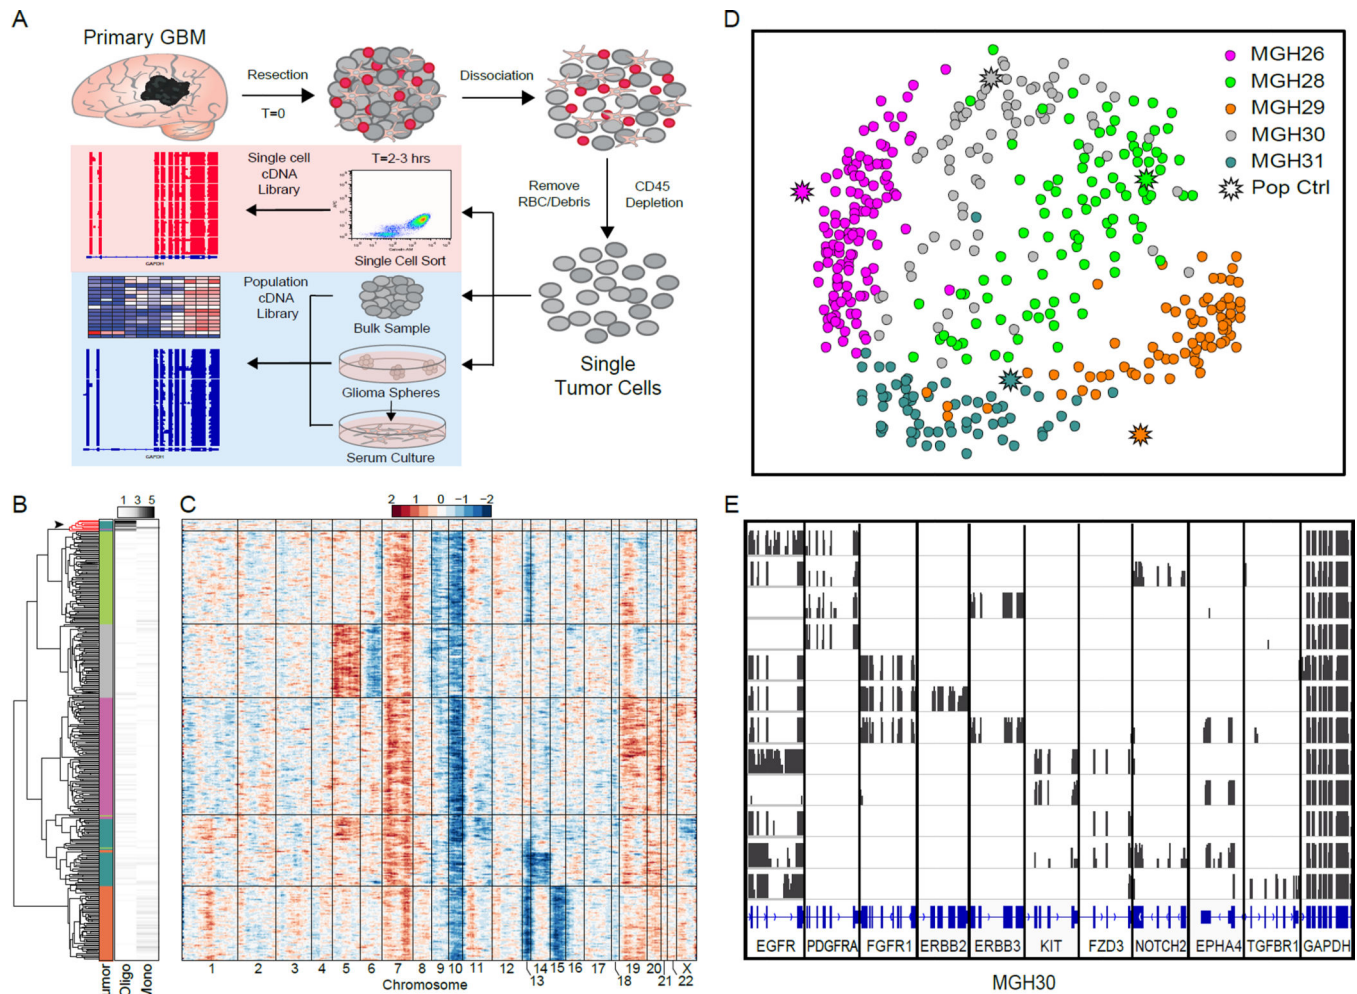 A
Primary GBM
Resection
T=0
Dissociation
Single cell
cDNA
Library
T=2-3 hrs
Remove
RBC/Debris
CD45
Depletion
Single Cell Sort
GAPDH
Population
cDNA
Library
Bulk Sample
Glioma Spheres
Serum Culture
GAPDH
Single
Tumor Cells
D
MGH26
MGH28
MGH29
MGH30
MGH31
Pop Ctrl
B
1 3 5
Oligo
Mono
C
2 1 0 -1 -2
1 2 3 4 5 6 7 8 9 10 11 12 13 14 15 16 17 18 19 20 21 22 X
Chromosome
E
EGFR PDGFRA FGFR1 ERBB2 ERBB3 KIT FZD3 NOTCH2 EPHA4 TGFBR1 GAPDH
MGH30